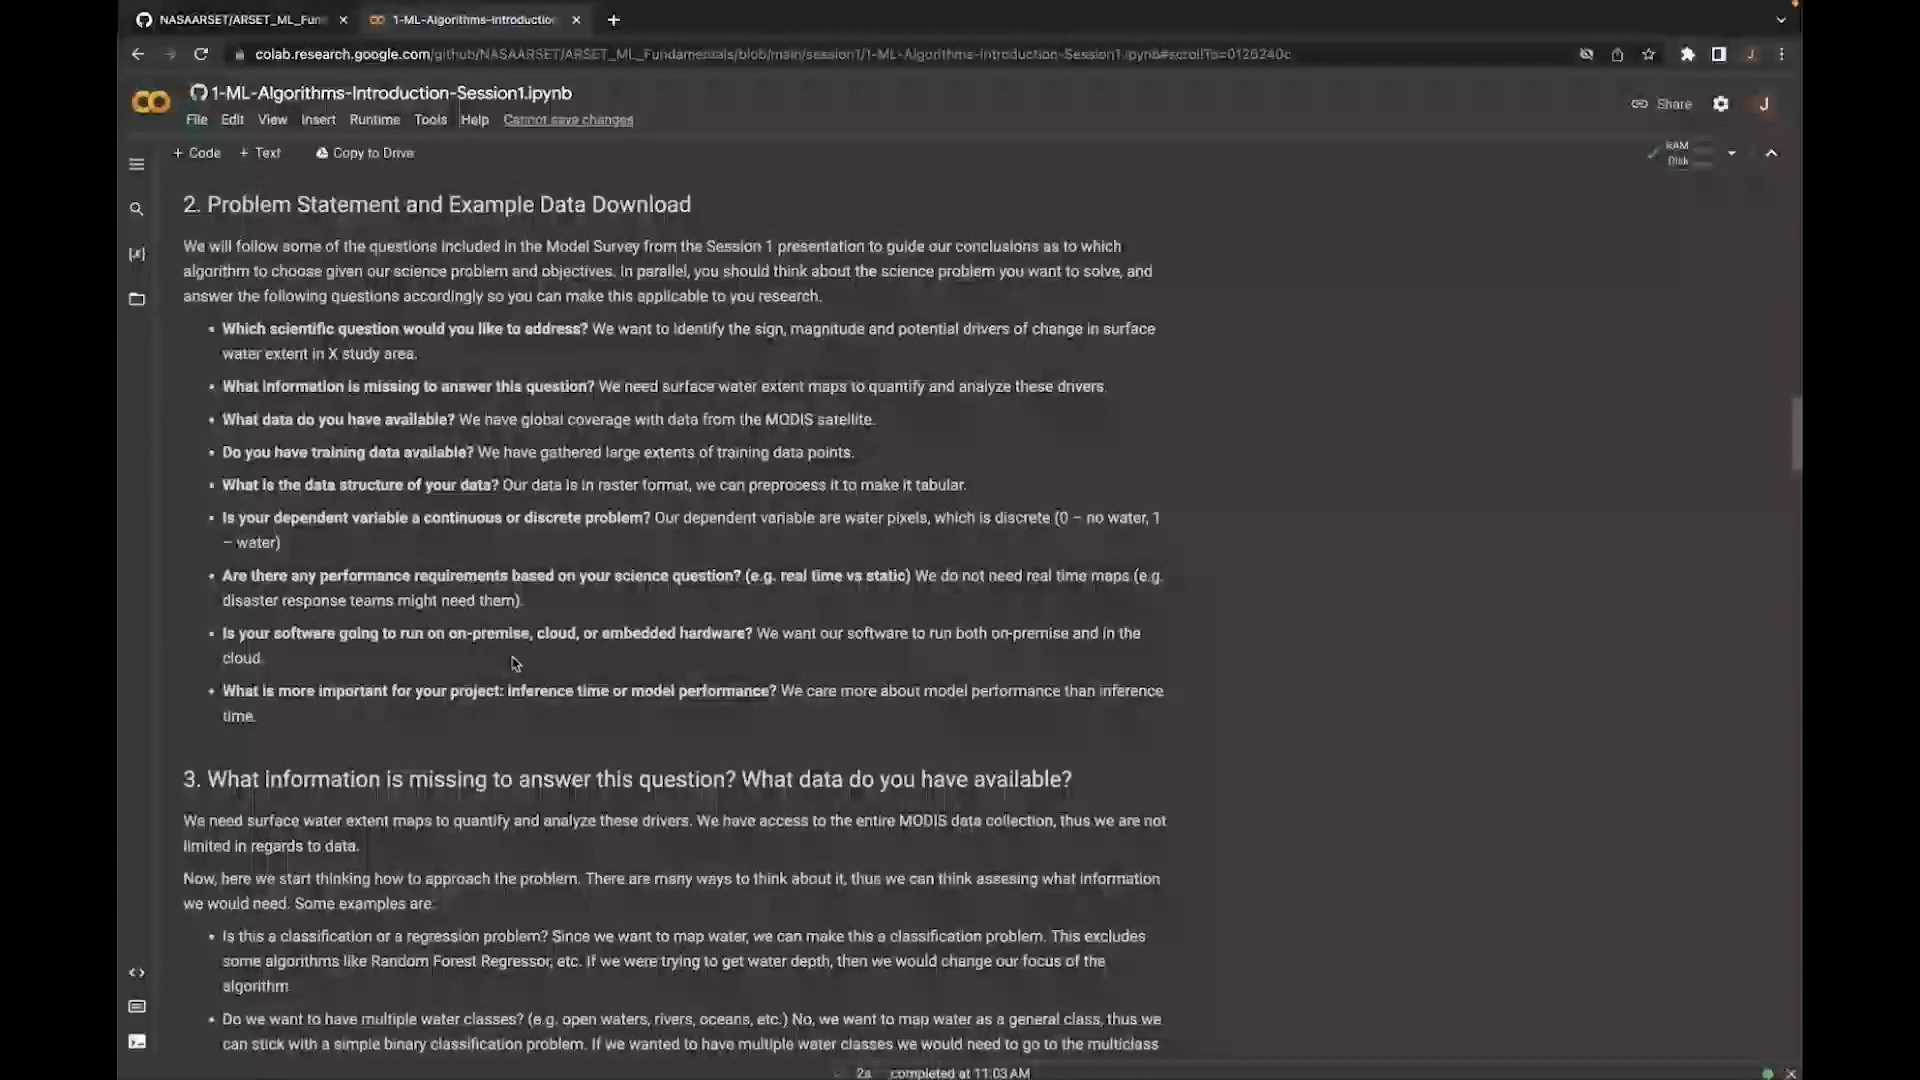 NASAARSET/ARSET_ML_Fun
1-ML-Algorithms-Introductio
colab.research.google.com/github/NASAARSET/ARSET_ML_Fundamentals/blob/main/session1/1-ML-Algorithms-Introduction-Session1.ipynb#scrollTo=0126240c
J
1-ML-Algorithms-Introduction-Session1.ipynb
Share
J
File Edit View Insert Runtime Tools Help Cannot save changes
+ Code + Text Copy to Drive
RAM
Disk
2. Problem Statement and Example Data Download
We will follow some of the questions included in the Model Survey from the Session 1 presentation to guide our conclusions as to which
algorithm to choose given our science problem and objectives. In parallel, you should think about the science problem you want to solve, and
answer the following questions accordingly so you can make this applicable to you research.
• Which scientific question would you like to address? We want to identify the sign, magnitude and potential drivers of change in surface
water extent in X study area.
• What information is missing to answer this question? We need surface water extent maps to quantify and analyze these drivers.
• What data do you have available? We have global coverage with data from the MODIS satellite.
• Do you have training data available? We have gathered large extents of training data points.
• What is the data structure of your data? Our data is in raster format, we can preprocess it to make it tabular.
• Is your dependent variable a continuous or discrete problem? Our dependent variable are water pixels, which is discrete (0 – no water, 1
– water)
• Are there any performance requirements based on your science question? (e.g. real time vs static) We do not need real time maps (e.g.
disaster response teams might need them).
• Is your software going to run on on-premise, cloud, or embedded hardware? We want our software to run both on-premise and in the
cloud.
• What is more important for your project: inference time or model performance? We care more about model performance than inference
time.
3. What information is missing to answer this question? What data do you have available?
We need surface water extent maps to quantify and analyze these drivers. We have access to the entire MODIS data collection, thus we are not
limited in regards to data.
Now, here we start thinking how to approach the problem. There are many ways to think about it, thus we can think assesing what information
we would need. Some examples are:
• Is this a classification or a regression problem? Since we want to map water, we can make this a classification problem. This excludes
some algorithms like Random Forest Regressor, etc. If we were trying to get water depth, then we would change our focus of the
algorithm
• Do we want to have multiple water classes? (e.g. open waters, rivers, oceans, etc.) No, we want to map water as a general class, thus we
can stick with a simple binary classification problem. If we wanted to have multiple water classes we would need to go to the multiclass
2s completed at 11:03 AM